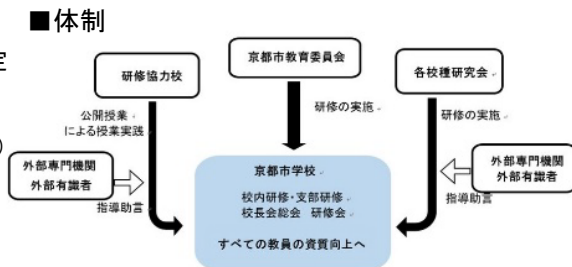 ■体制
定
）
研修協力校
京都市教育委員会
各校種研究会
公開授業
による授業実践
研修の実施
研修の実施
外部専門機関
外部有識者
指導助言
京都市学校
校内研修・支部研修
校長会総会 研修会
すべての教員の資質向上へ
外部専門機関
外部有識者
指導助言